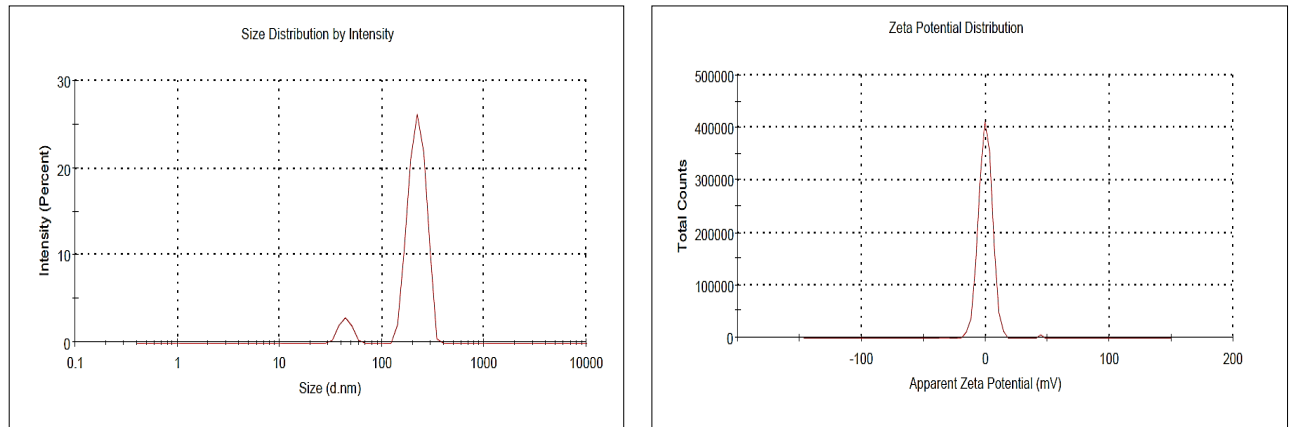 Size Distribution by Intensity
30
20
10
0
Intensity (Percent)
0.1 1 10 100 1000 10000
Size (d.nm)
Zeta Potential Distribution
500000
400000
300000
200000
100000
0
Total Counts
-100 0 100 200
Apparent Zeta Potential (mV)